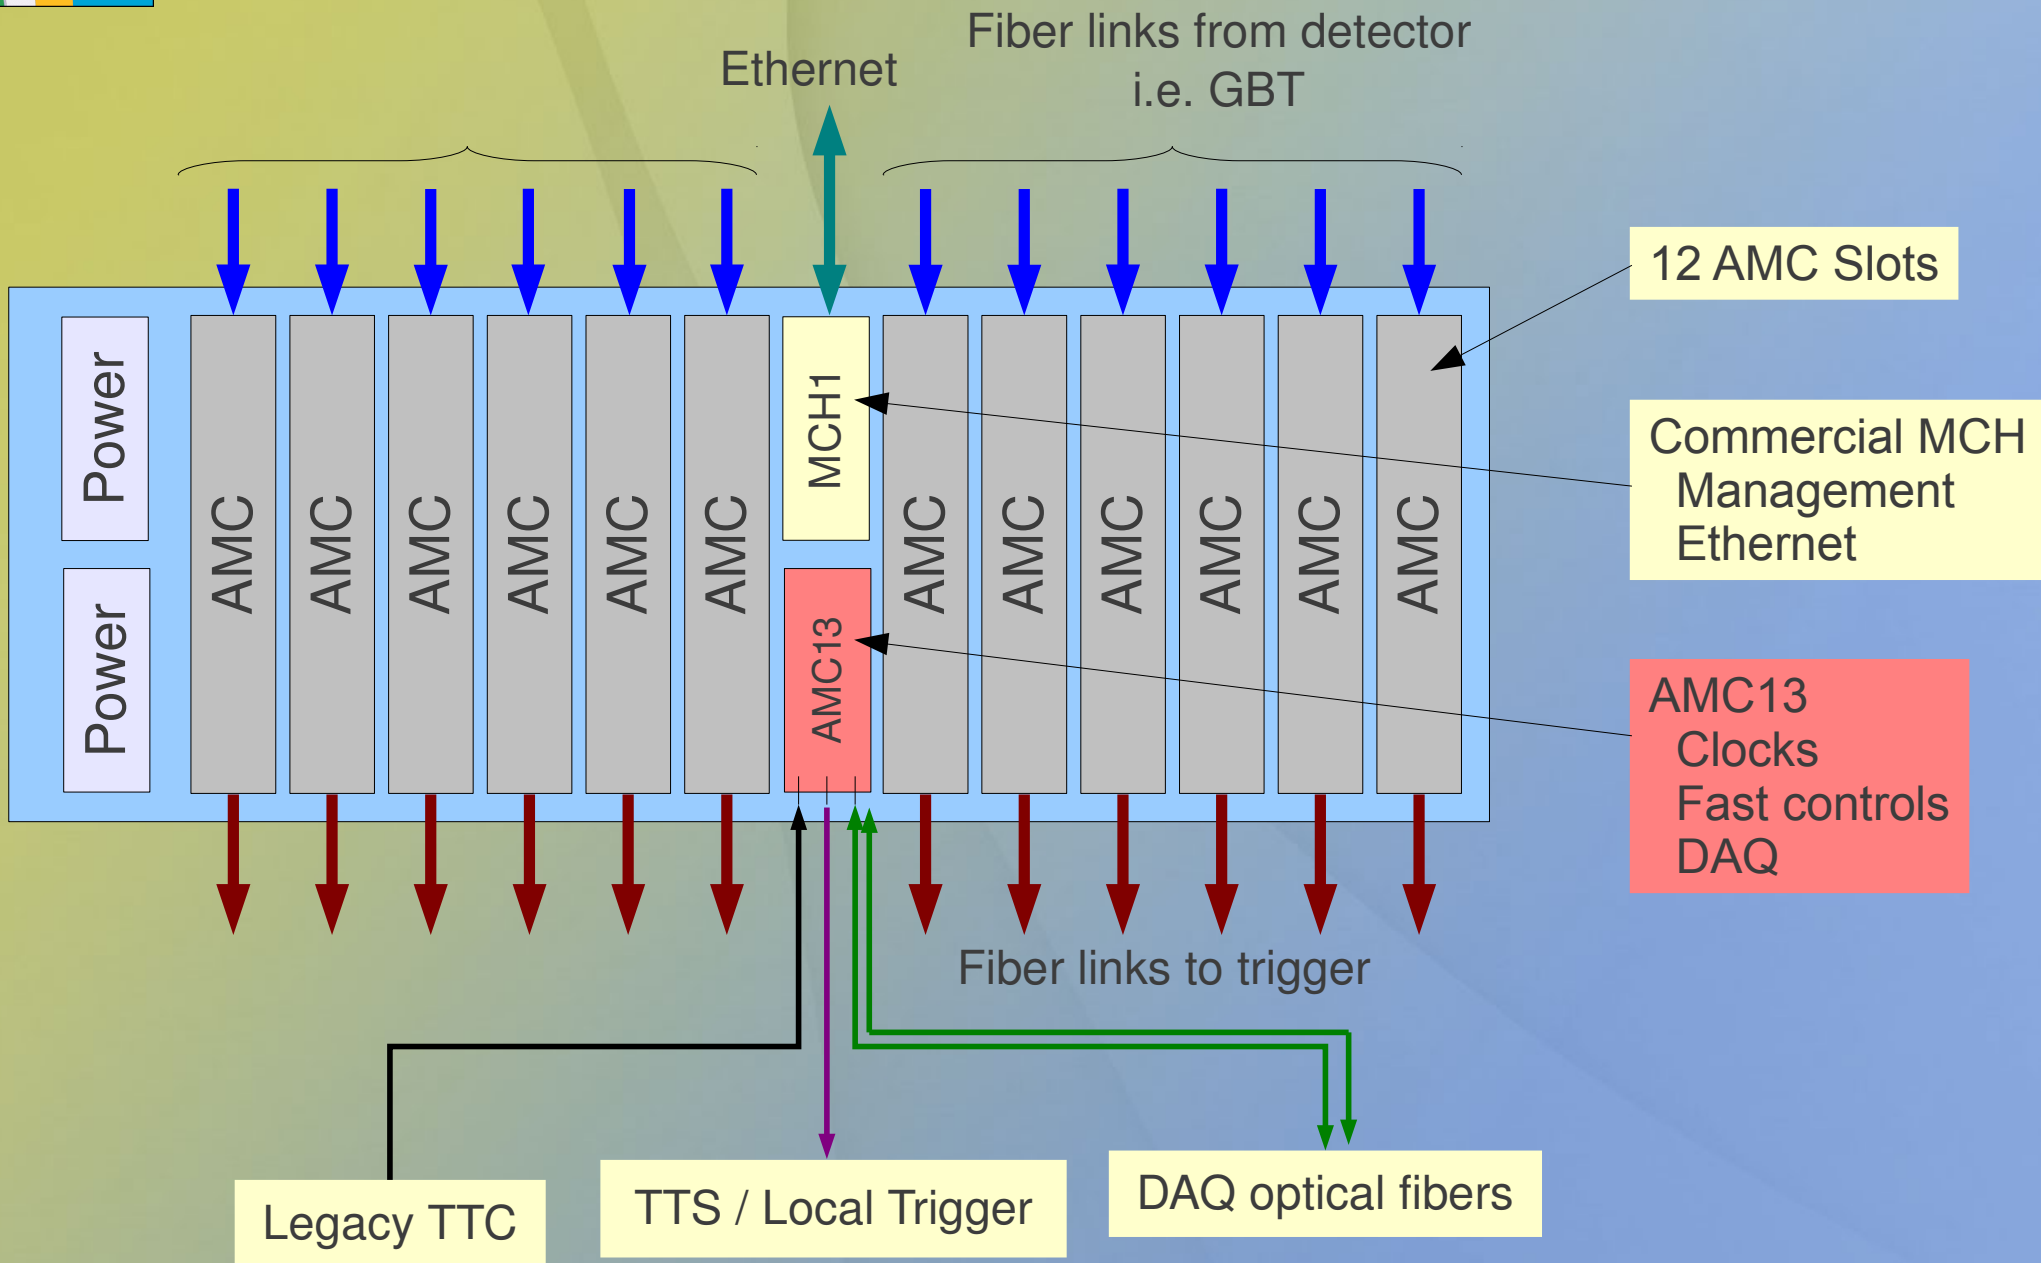 Fiber links from detector
i.e. GBT
Ethernet
12 AMC Slots
Power
Power
AMC
AMC
AMC
AMC
AMC
AMC
MCH1
AMC13
AMC
AMC
AMC
AMC
AMC
AMC
Commercial MCH
Management
Ethernet
AMC13
Clocks
Fast controls
DAQ
Fiber links to trigger
Legacy TTC
TTS / Local Trigger
DAQ optical fibers